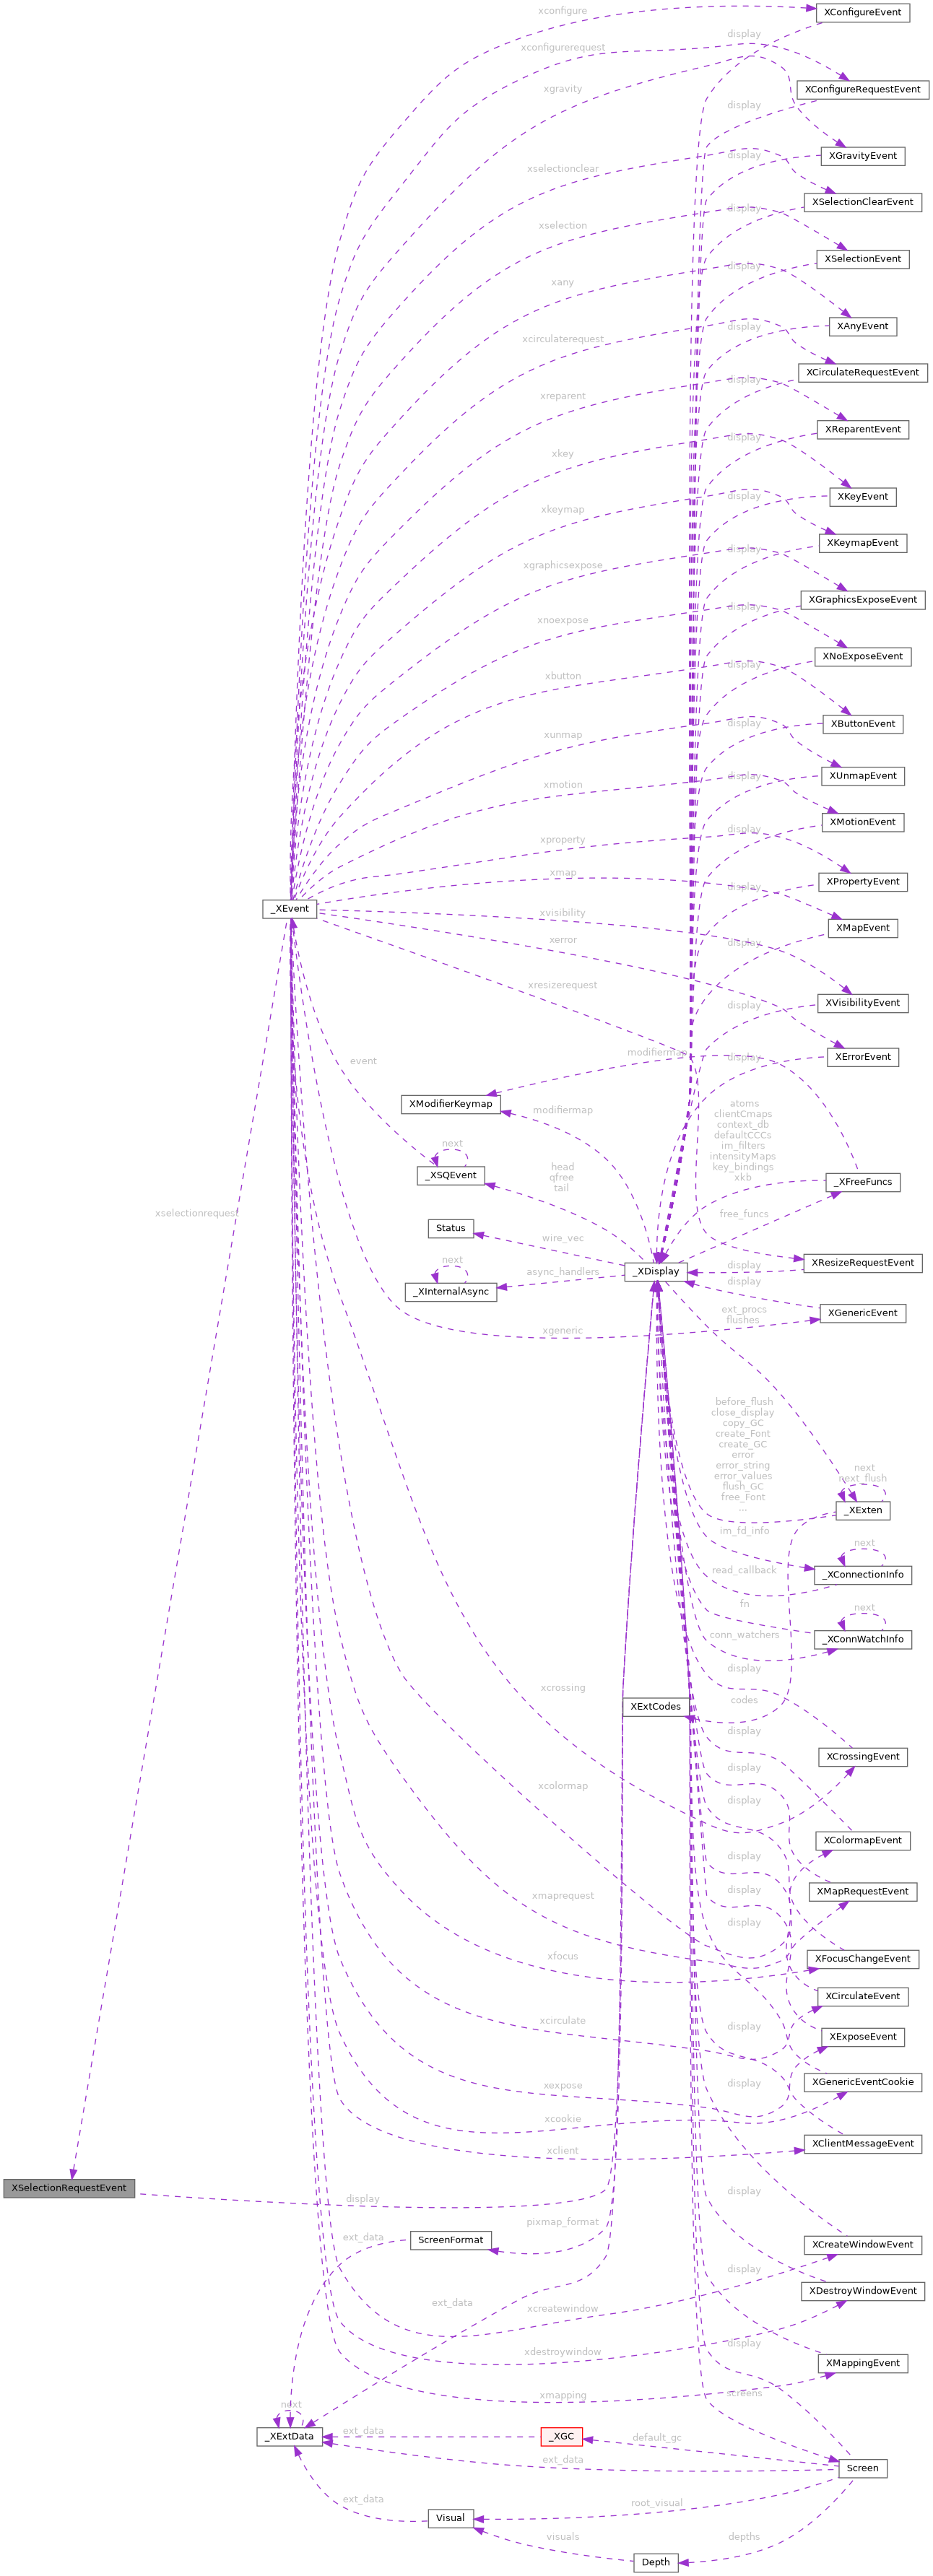 xconfigure
XConfigureEvent
display
xconfigurerequest
XConfigureRequestEvent
xgravity
display
XGravityEvent
display
xselectionclear
XSelectionClearEvent
display
xselection
XSelectionEvent
display
xany
XAnyEvent
display
xcirculaterequest
XCirculateRequestEvent
display
xreparent
XReparentEvent
display
xkey
XKeyEvent
display
xkeymap
XKeymapEvent
display
xgraphicsexpose
XGraphicsExposeEvent
display
xnoexpose
XNoExposeEvent
display
xbutton
XButtonEvent
display
xunmap
XUnmapEvent
display
xmotion
XMotionEvent
display
xproperty
XPropertyEvent
display
xmap
_XEvent
xvisibility
XMapEvent
display
xerror
xresizerequest
XVisibilityEvent
display
modifiermap
display
XErrorEvent
event
XModifierKeymap
modifiermap
atoms
clientCmaps
context_db
defaultCCCs
im_filters
intensityMaps
key_bindings
xkb
next
_XSQEvent
head
qfree
tail
_XFreeFuncs
xselectionrequest
free_funcs
Status
wire_vec
next
async_handlers
_XDisplay
display
XResizeRequestEvent
_XInternalAsync
display
XGenericEvent
xgeneric
ext_procs
flushes
before_flush
close_display
copy_GC
create_Font
create_GC
error
error_string
error_values
flush_GC
free_Font
...
next
next_flush
_XExten
im_fd_info
next
read_callback
_XConnectionInfo
fn
next
conn_watchers
_XConnWatchInfo
display
xcrossing
XExtCodes
codes
display
XCrossingEvent
display
xcolormap
display
XColormapEvent
display
xmaprequest
XMapRequestEvent
display
display
xfocus
XFocusChangeEvent
XCirculateEvent
xcirculate
display
XExposeEvent
xexpose
display
XGenericEventCookie
xcookie
XClientMessageEvent
xclient
XSelectionRequestEvent
display
display
pixmap_format
ext_data
ScreenFormat
XCreateWindowEvent
display
ext_data
xcreatewindow
XDestroyWindowEvent
display
xdestroywindow
XMappingEvent
xmapping
screens
next
_XExtData
ext_data
_XGC
default_gc
ext_data
Screen
ext_data
Visual
root_visual
visuals
depths
Depth